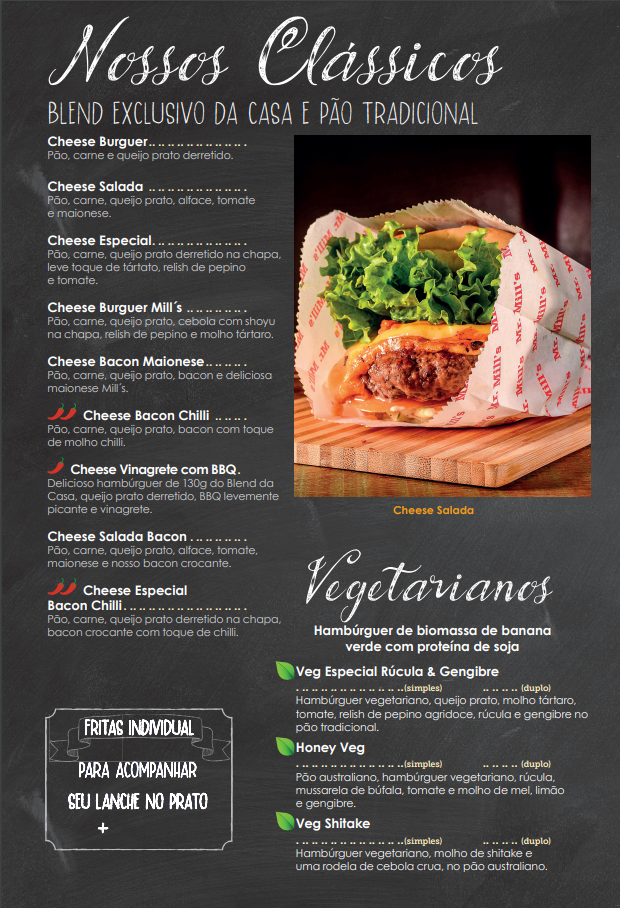 Nossos Clássicos
BLEND EXCLUSIVO DA CASA E PÃO TRADICIONAL
Cheese Burguer.. .. .. .. .. .. .. .. .. .. .
Pão, carne e queijo prato derretido.
Cheese Salada .. .. .. .. .. .. .. .. .. .. .
Pão, carne, queijo prato, alface, tomate
e maionese.
Cheese Especial. .. .. .. .. .. .. .. .. .. .
Pão, carne, queijo prato derretido na chapa,
leve toque de tártato, relish de pepino
e tomate.
Cheese Burguer Mill´s .. .. .. .. .. .. .
Pão, carne, queijo prato, cebola com shoyu
na chapa, relish de pepino e molho tártaro.
Cheese Bacon Maionese.. .. .. .. .
Pão, carne, queijo prato, bacon e deliciosa
maionese Mill´s.
Cheese Bacon Chilli .. .. .. .
Pão, carne, queijo prato, bacon com toque
de molho chilli.
Cheese Vinagrete com BBQ.
Delicioso hambúrguer de 130g do Blend da
Casa, queijo prato derretido, BBQ levemente
picante e vinagrete.
Cheese Salada Bacon . .. .. .. .. .. .
Pão, carne, queijo prato, alface, tomate,
maionese e nosso bacon crocante.
Cheese Especial
Bacon Chilli. .. .. .. .. .. .. .. .. .. .. .. .
Pão, carne, queijo prato derretido na chapa,
bacon crocante com toque de chilli.
FRITAS INDIVIDUAL
PARA ACOMPANHAR
SEU LANCHE NO PRATO
+
Mr. Mill's
Mr. Mill's
Mr. Mill's
Mr. Mill's
Cheese Salada
Vegetarianos
Hambúrguer de biomassa de banana
verde com proteína de soja
Veg Especial Rúcula & Gengibre
. .. .. .. .. .. .. .. .. .. ..(simples) .. .. .. .. (duplo)
Hambúrguer vegetariano, queijo prato, molho tártaro,
tomate, relish de pepino agridoce, rúcula e gengibre no
pão tradicional.
Honey Veg
. .. .. .. .. .. .. .. .. .. ..(simples) .. .. .. .. (duplo)
Pão australiano, hambúrguer vegetariano, rúcula,
mussarela de búfala, tomate e molho de mel, limão
e gengibre.
Veg Shitake
. .. .. .. .. .. .. .. .. .. ..(simples) .. .. .. .. (duplo)
Hambúrguer vegetariano, molho de shitake e
uma rodela de cebola crua, no pão australiano.